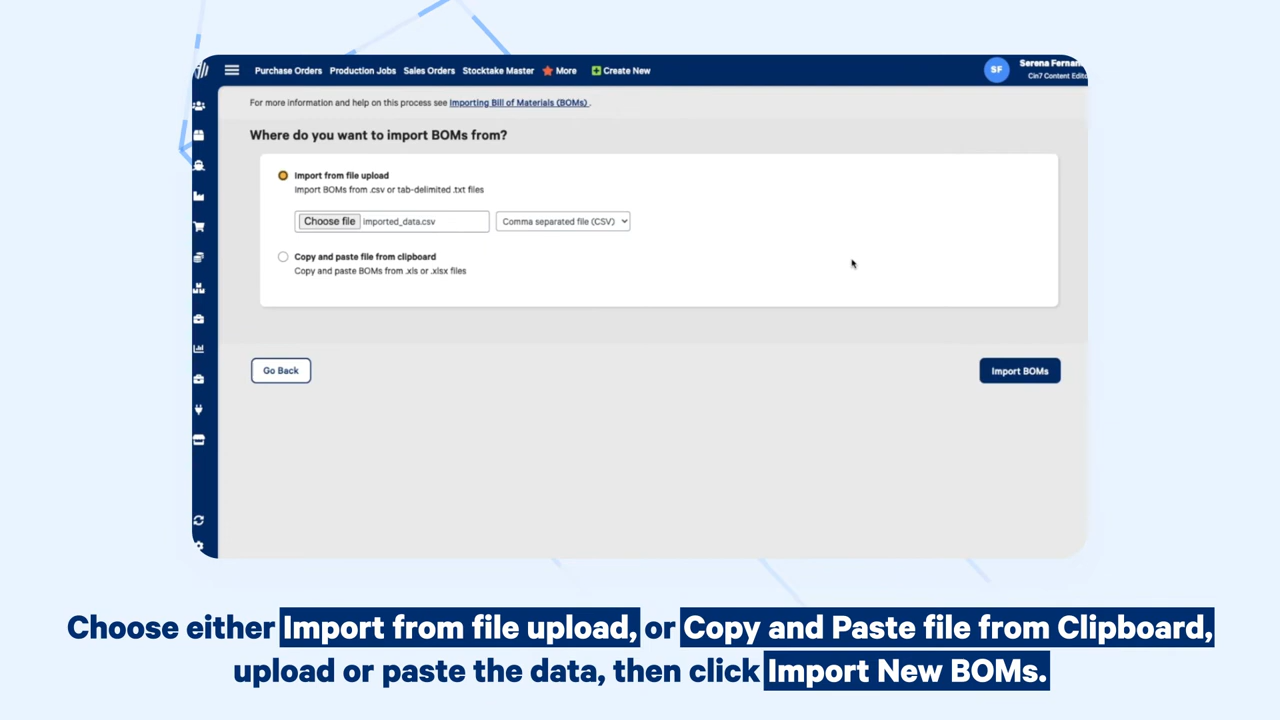 Purchase Orders Production Jobs Sales Orders Stocktake Master More Create New
SF
Cin7 Content
For more information and help on this process see Importing Bill of Materials (BOMs) .
Where do you want to import BOMs from?
Import from file upload
Import BOMs from .csv or tab-delimited .txt files
Choose file imported_data.csv Comma separated file (CSV)
Copy and paste file from clipboard
Copy and paste BOMs from .xls or .xlsx files
Go Back Import BOMs
Choose either Import from file upload, or Copy and Paste file from Clipboard,
upload or paste the data, then click Import New BOMs.